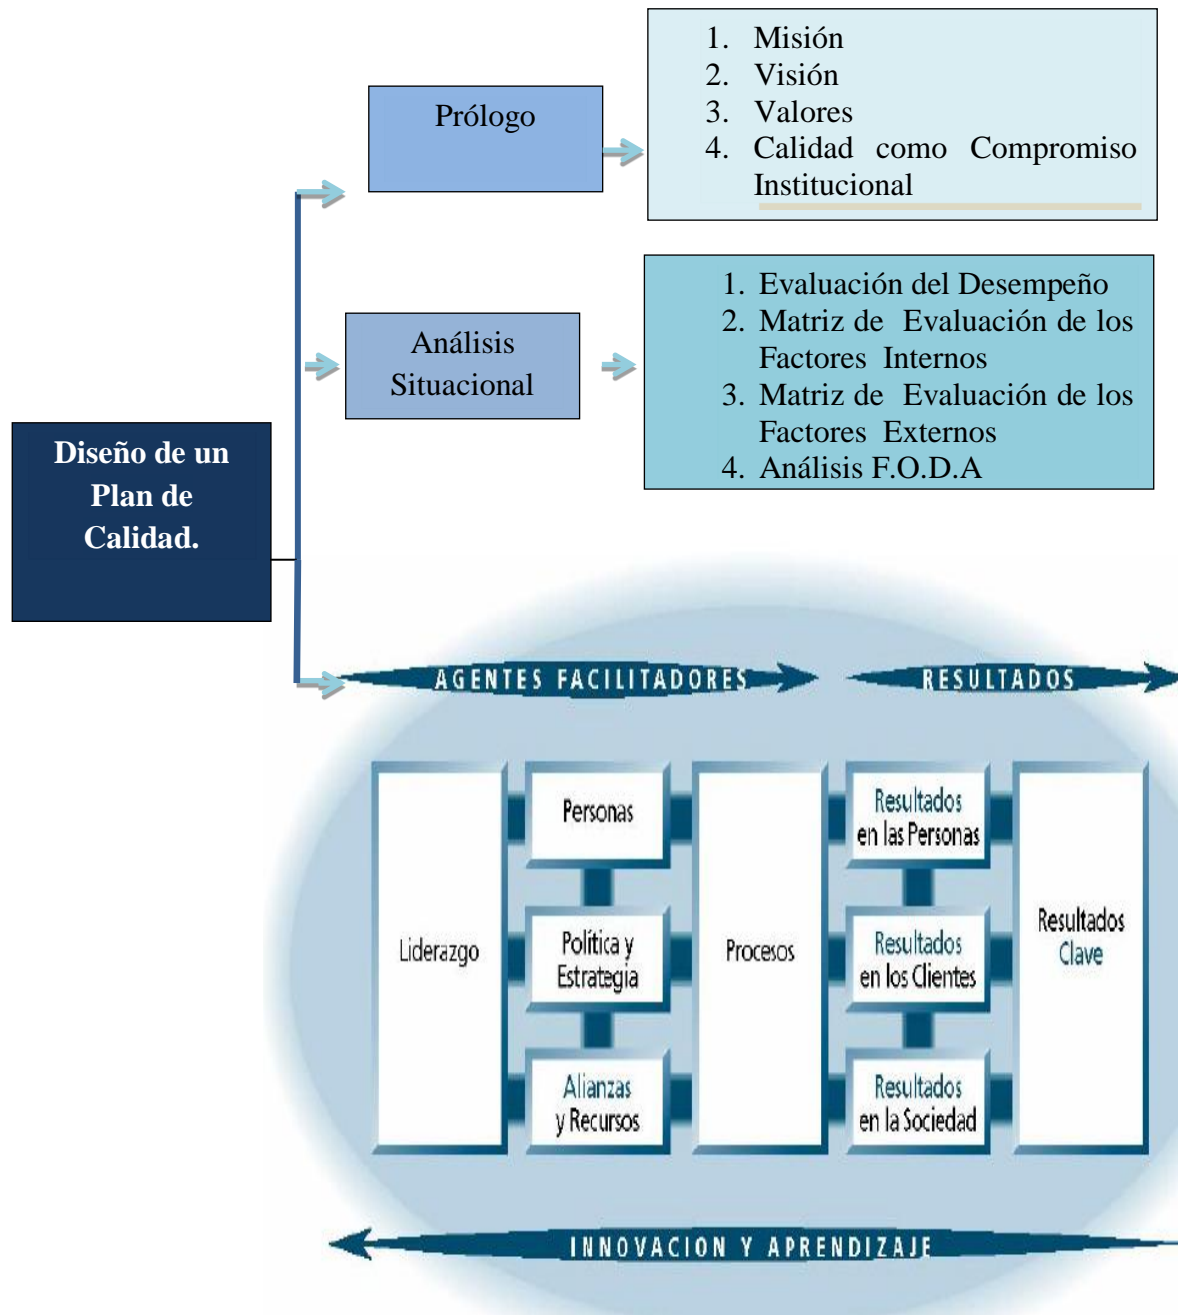 Prólogo
1. Misión
2. Visión
3. Valores
4. Calidad como Compromiso
Institucional
Análisis
Situacional
1. Evaluación del Desempeño
2. Matriz de Evaluación de los
Factores Internos
3. Matriz de Evaluación de los
Factores Externos
4. Análisis F.O.D.A
Diseño de un
Plan de
Calidad.
AGENTES FACILITADORES
RESULTADOS
Liderazgo
Personas
Política y
Estrategia
Alianzas
y Recursos
Procesos
Resultados
en las Personas
Resultados
en los Clientes
Resultados
en la Sociedad
Resultados
Clave
INNOVACION Y APRENDIZAJE